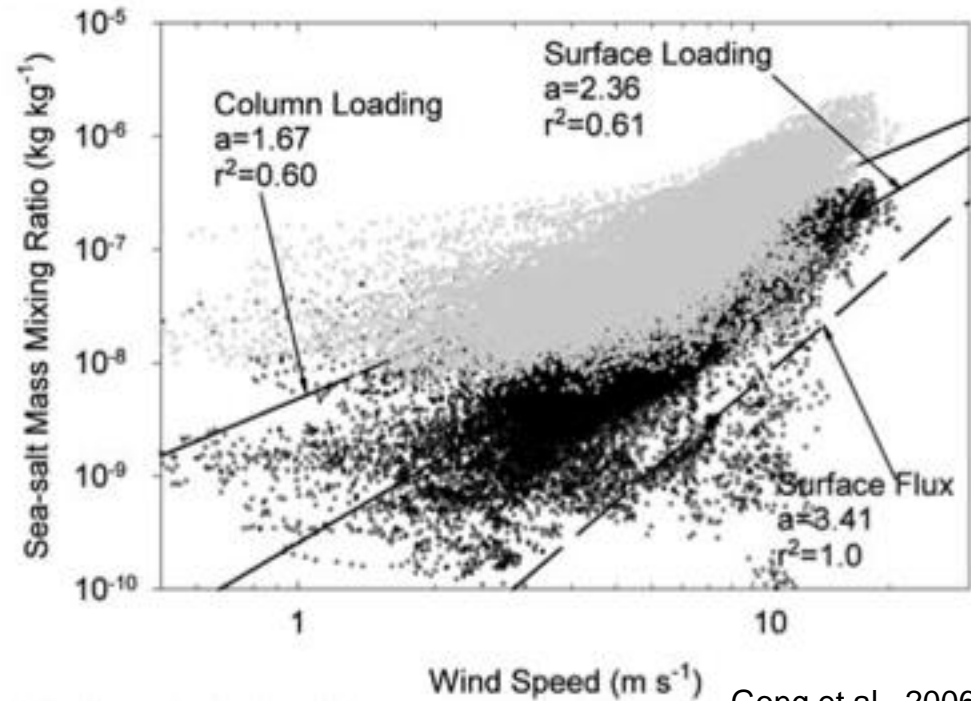 Sea-salt Mass Mixing Ratio (kg kg⁻¹)
10⁻⁵
10⁻⁶
10⁻⁷
10⁻⁸
10⁻⁹
10⁻¹⁰
Column Loading
a=1.67
r²=0.60
Surface Loading
a=2.36
r²=0.61
Surface Flux
a=3.41
r²=1.0
1
10
Wind Speed (m s⁻¹)
Gong et al., 2006